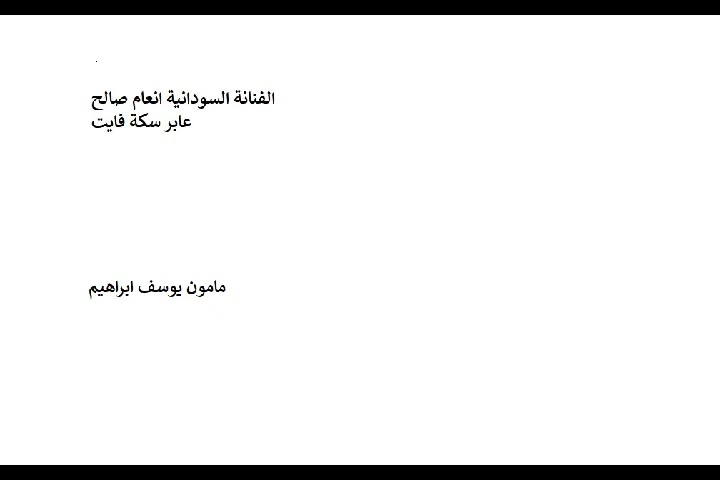 الفنانة السودانية انعام صالح
عابر سكة فايت
مامون يوسف ابراهيم